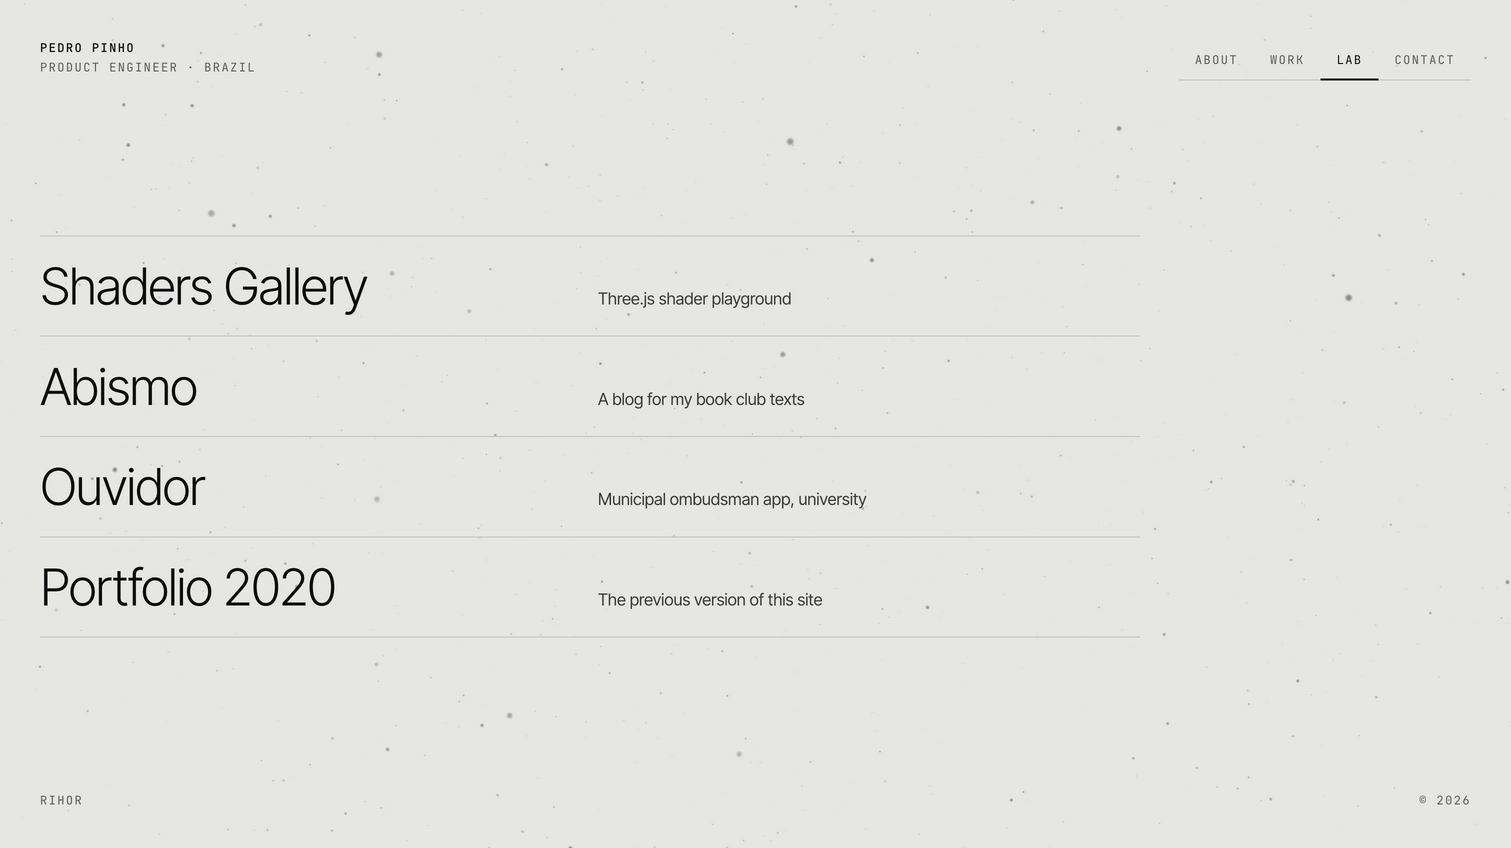 PEDRO PINHO
PRODUCT ENGINEER · BRAZIL
ABOUT WORK LAB CONTACT
Shaders Gallery
Three.js shader playground
Abismo
A blog for my book club texts
Ouvidor
Municipal ombudsman app, university
Portfolio 2020
The previous version of this site
RIHOR
© 2026